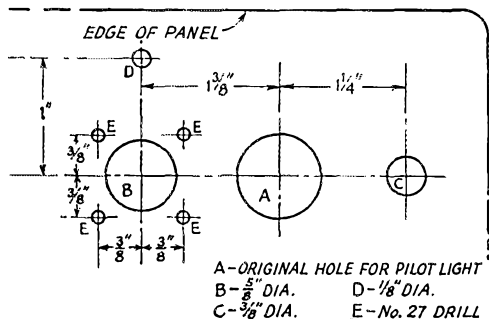 EDGE OF PANEL
D
1 3/8"
1 1/4"
1"
E
E
3/8"
B
A
C
3/8"
E
E
3/8"
3/8"
A-ORIGINAL HOLE FOR PILOT LIGHT
B-5/8" DIA. D-1/8" DIA.
C-3/8" DIA. E-No. 27 DRILL